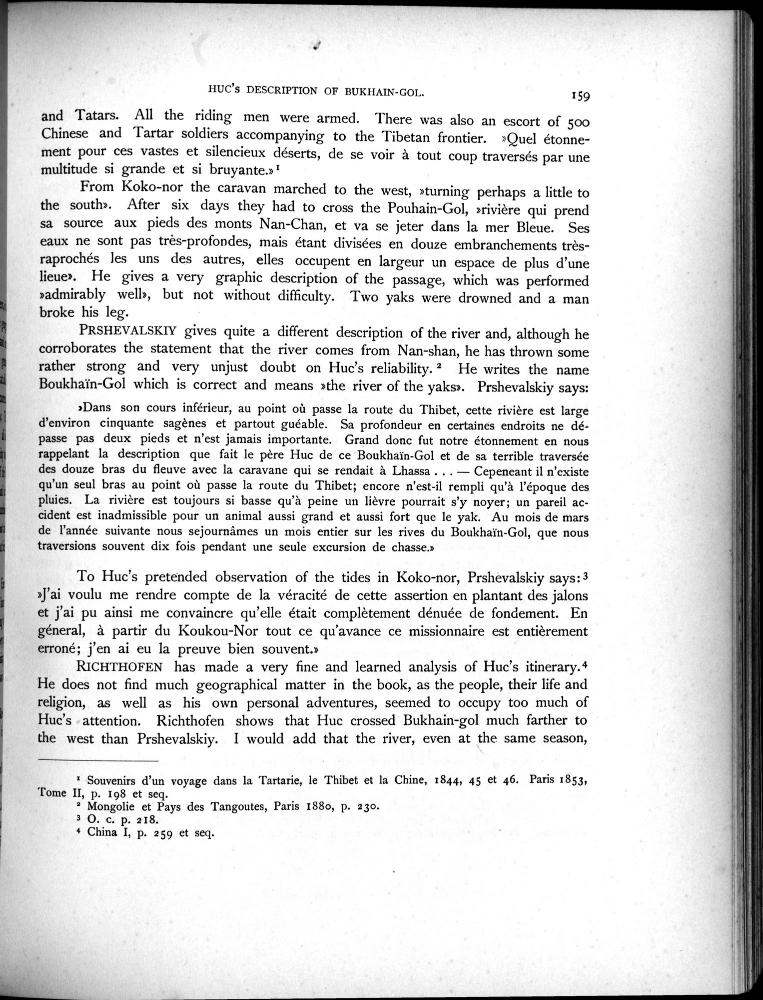 HUC'S DESCRIPTION OF BUKHAIN-GOL.
159
and Tatars. All the riding men were armed. There was also an escort of 500
Chinese and Tartar soldiers accompanying to the Tibetan frontier. »Quel étonne-
ment pour ces vastes et silencieux déserts, de se voir à tout coup traversés par une
multitude si grande et si bruyante.» ¹
From Koko-nor the caravan marched to the west, »turning perhaps a little to
the south». After six days they had to cross the Pouhain-Gol, »rivière qui prend
sa source aux pieds des monts Nan-Chan, et va se jeter dans la mer Bleue. Ses
eaux ne sont pas très-profondes, mais étant divisées en douze embranchements très-
raprochés les uns des autres, elles occupent en largeur un espace de plus d'une
lieue». He gives a very graphic description of the passage, which was performed
»admirably well», but not without difficulty. Two yaks were drowned and a man
broke his leg.
PRSHEVALSKIY gives quite a different description of the river and, although he
corroborates the statement that the river comes from Nan-shan, he has thrown some
rather strong and very unjust doubt on Huc's reliability. ² He writes the name
Boukhaïn-Gol which is correct and means »the river of the yaks». Prshevalskiy says:
»Dans son cours inférieur, au point où passe la route du Thibet, cette rivière est large
d'environ cinquante sagènes et partout guéable. Sa profondeur en certaines endroits ne dé-
passe pas deux pieds et n'est jamais importante. Grand donc fut notre étonnement en nous
rappelant la description que fait le père Huc de ce Boukhaïn-Gol et de sa terrible traversée
des douze bras du fleuve avec la caravane qui se rendait à Lhassa . . . — Cepeneant il n'existe
qu'un seul bras au point où passe la route du Thibet; encore n'est-il rempli qu'à l'époque des
pluies. La rivière est toujours si basse qu'à peine un lièvre pourrait s'y noyer; un pareil ac-
cident est inadmissible pour un animal aussi grand et aussi fort que le yak. Au mois de mars
de l'année suivante nous sejournâmes un mois entier sur les rives du Boukhaïn-Gol, que nous
traversions souvent dix fois pendant une seule excursion de chasse.»
To Huc's pretended observation of the tides in Koko-nor, Prshevalskiy says: ³
»J'ai voulu me rendre compte de la véracité de cette assertion en plantant des jalons
et j'ai pu ainsi me convaincre qu'elle était complètement dénuée de fondement. En
géneral, à partir du Koukou-Nor tout ce qu'avance ce missionnaire est entièrement
erroné; j'en ai eu la preuve bien souvent.»
RICHTHOFEN has made a very fine and learned analysis of Huc's itinerary. ⁴
He does not find much geographical matter in the book, as the people, their life and
religion, as well as his own personal adventures, seemed to occupy too much of
Huc's attention. Richthofen shows that Huc crossed Bukhain-gol much farther to
the west than Prshevalskiy. I would add that the river, even at the same season,
¹ Souvenirs d'un voyage dans la Tartarie, le Thibet et la Chine, 1844, 45 et 46. Paris 1853,
Tome II, p. 198 et seq.
² Mongolie et Pays des Tangoutes, Paris 1880, p. 230.
³ O. c. p. 218.
⁴ China I, p. 259 et seq.